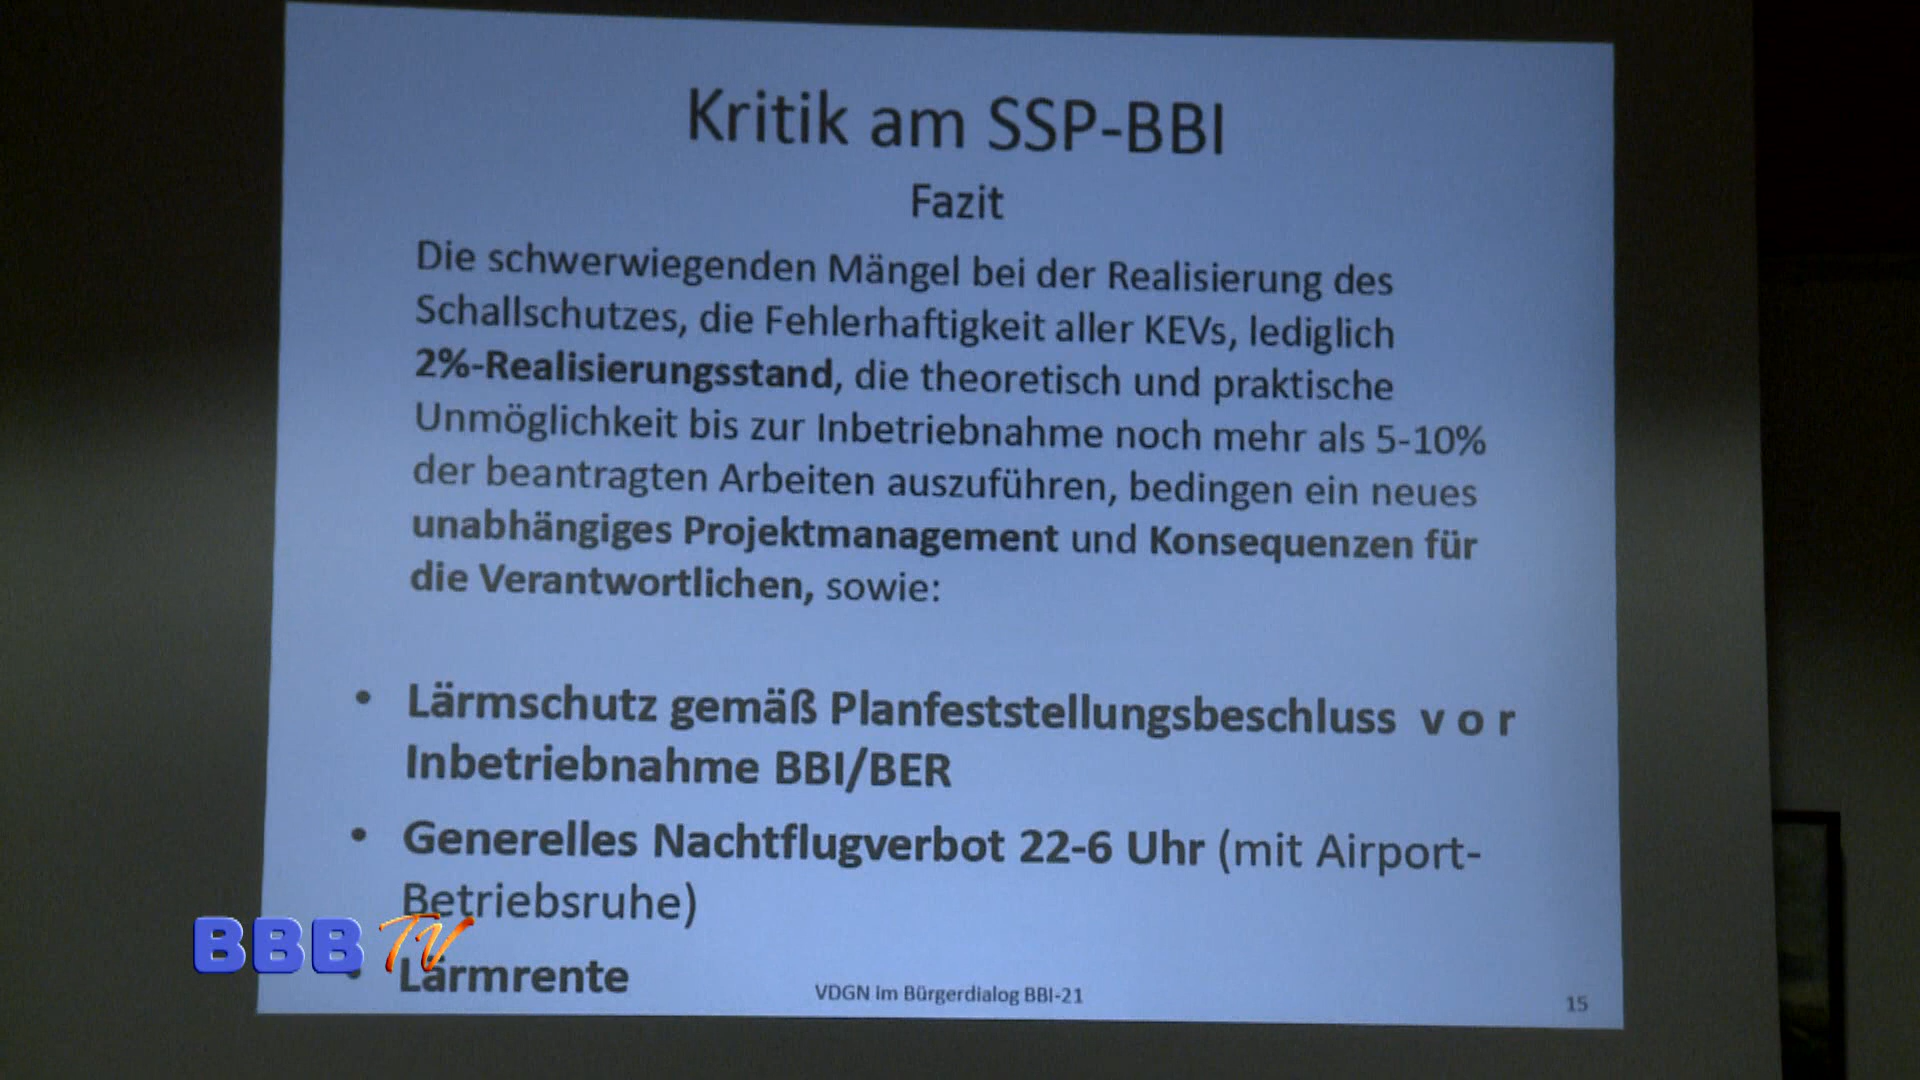 Kritik am SSP-BBI
Fazit
Die schwerwiegenden Mängel bei der Realisierung des
Schallschutzes, die Fehlerhaftigkeit aller KEVs, lediglich
2%-Realisierungsstand, die theoretisch und praktische
Unmöglichkeit bis zur Inbetriebnahme noch mehr als 5-10%
der beantragten Arbeiten auszuführen, bedingen ein neues
unabhängiges Projektmanagement und Konsequenzen für
die Verantwortlichen, sowie:
• Lärmschutz gemäß Planfeststellungsbeschluss v o r
Inbetriebnahme BBI/BER
• Generelles Nachtflugverbot 22-6 Uhr (mit Airport-
Betriebsruhe)
BBB TV
• Lärmrente
VDGN im Bürgerdialog BBI-21
15